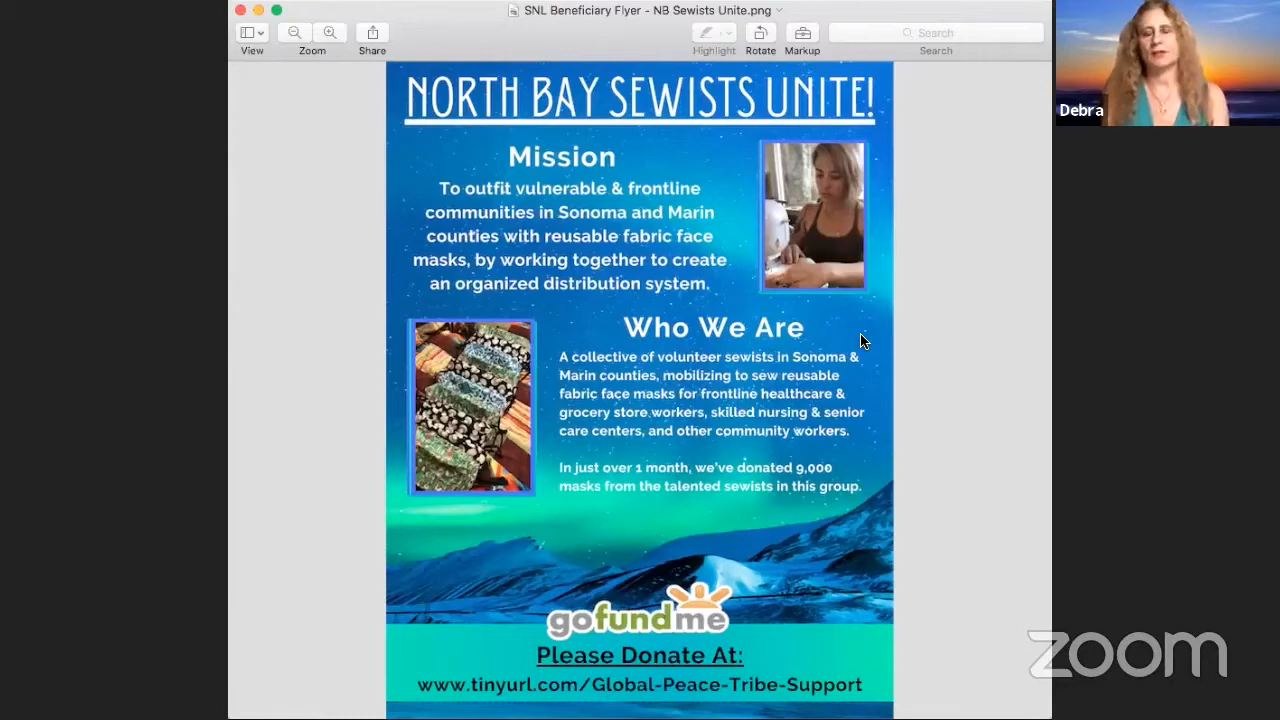 SNL Beneficiary Flyer - NB Sewists Unite.png
View
Zoom
Share
Highlight
Rotate
Markup
Search
Search
NORTH BAY SEWISTS UNITE!
Mission
To outfit vulnerable & frontline
communities in Sonoma and Marin
counties with reusable fabric face
masks, by working together to create
an organized distribution system.
Who We Are
A collective of volunteer sewists in Sonoma &
Marin counties, mobilizing to sew reusable
fabric face masks for frontline healthcare &
grocery store workers, skilled nursing & senior
care centers, and other community workers.
In just over 1 month, we've donated 9,000
masks from the talented sewists in this group.
gofundme
Please Donate At:
www.tinyurl.com/Global-Peace-Tribe-Support
Debra
zoom